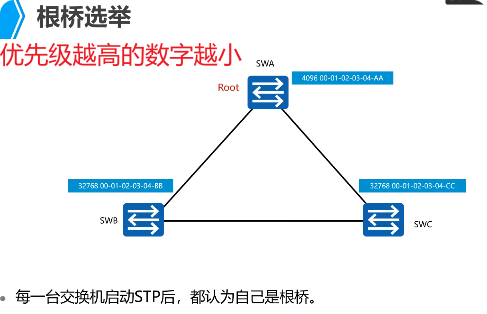 根桥选举
优先级越高的数字越小
SWA
4096 00-01-02-03-04-AA
Root
32768 00-01-02-03-04-BB
32768 00-01-02-03-04-CC
SWB
SWC
每一台交换机启动STP后，都认为自己是根桥。